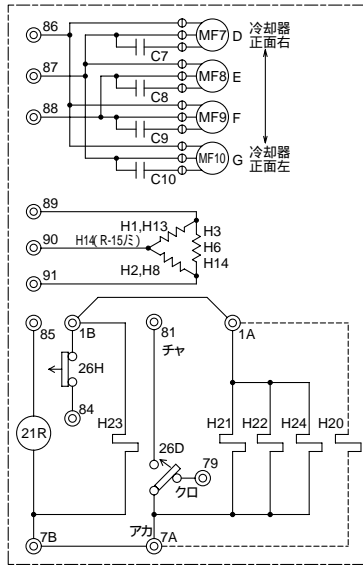 86
MF7 D 冷却器
正面右
C7
87
MF8 E
C8
88
MF9 F
C9
MF10 G 冷却器
正面左
C10
89
H1,H13
H3
90
H14(R-15ﾉﾐ)
H6
H2,H8
H14
91
85
1B
81
1A
チャ
26H
84
21R
H23
H21
H22
H24
H20
26D
79
クロ
アカ
7B
7A